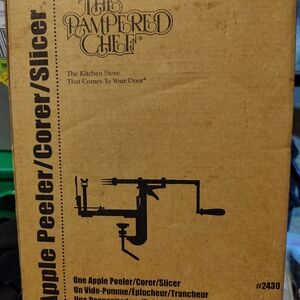 THE
PAMPERED
CHEF®
The Kitchen Store
That Comes To Your Door®
Apple Peeler/Corer/Slicer
One Apple Peeler/Corer/Slicer
#2430
Un Vide-Pomme/Éplucheur/Trancheur
Una